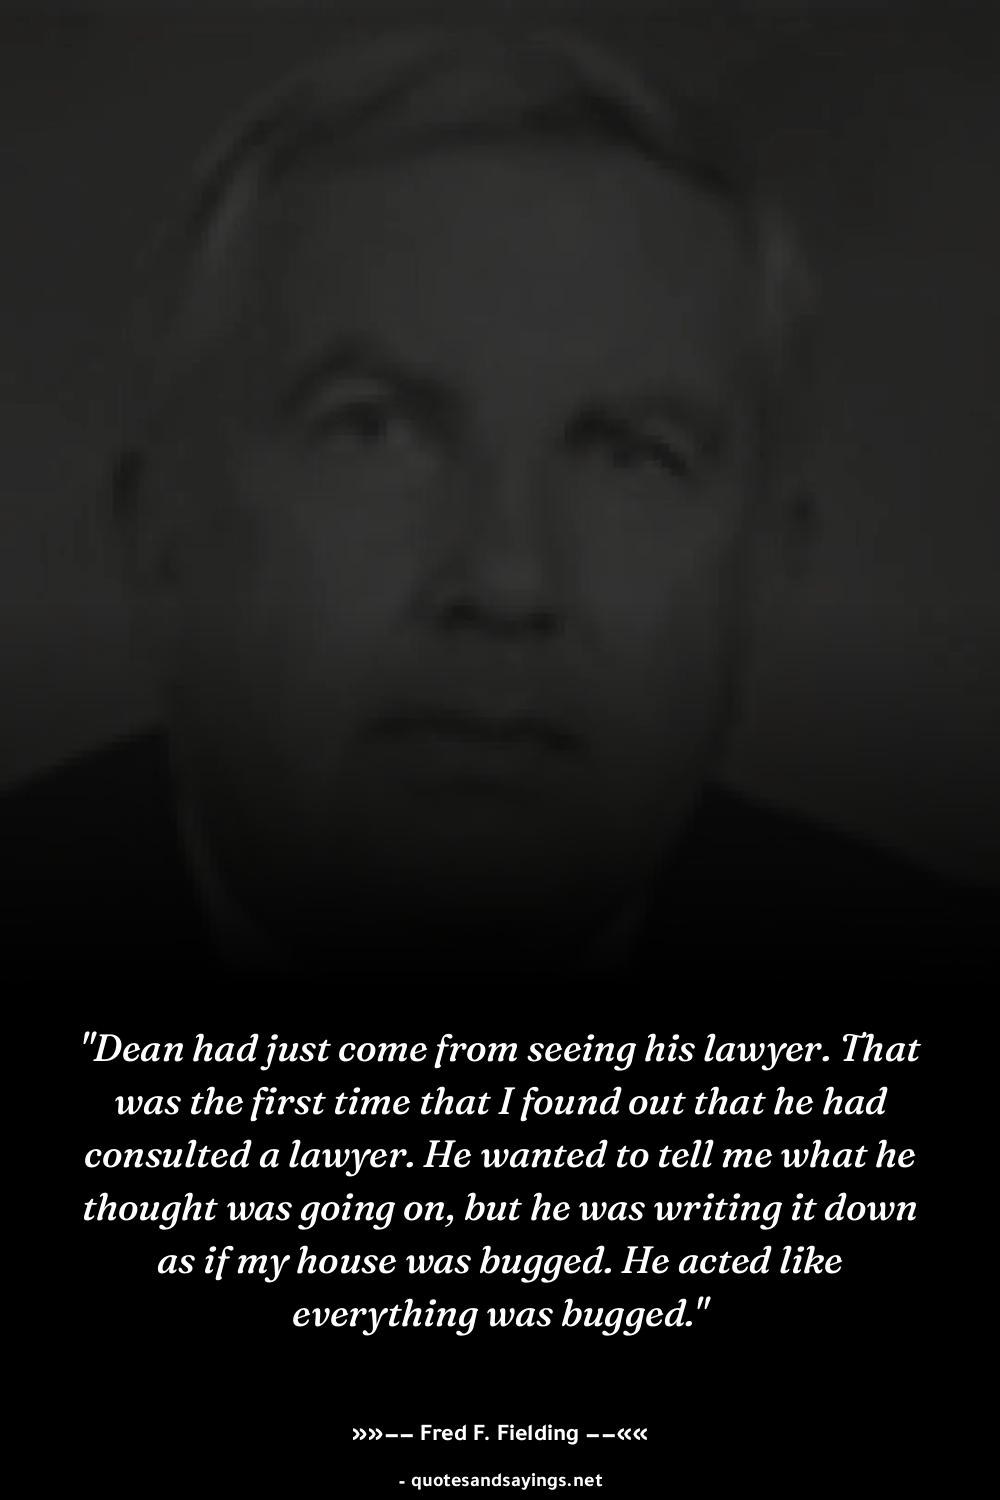 "Dean had just come from seeing his lawyer. That
was the first time that I found out that he had
consulted a lawyer. He wanted to tell me what he
thought was going on, but he was writing it down
as if my house was bugged. He acted like
everything was bugged."
»»-- Fred F. Fielding --««
- quotesandsayings.net